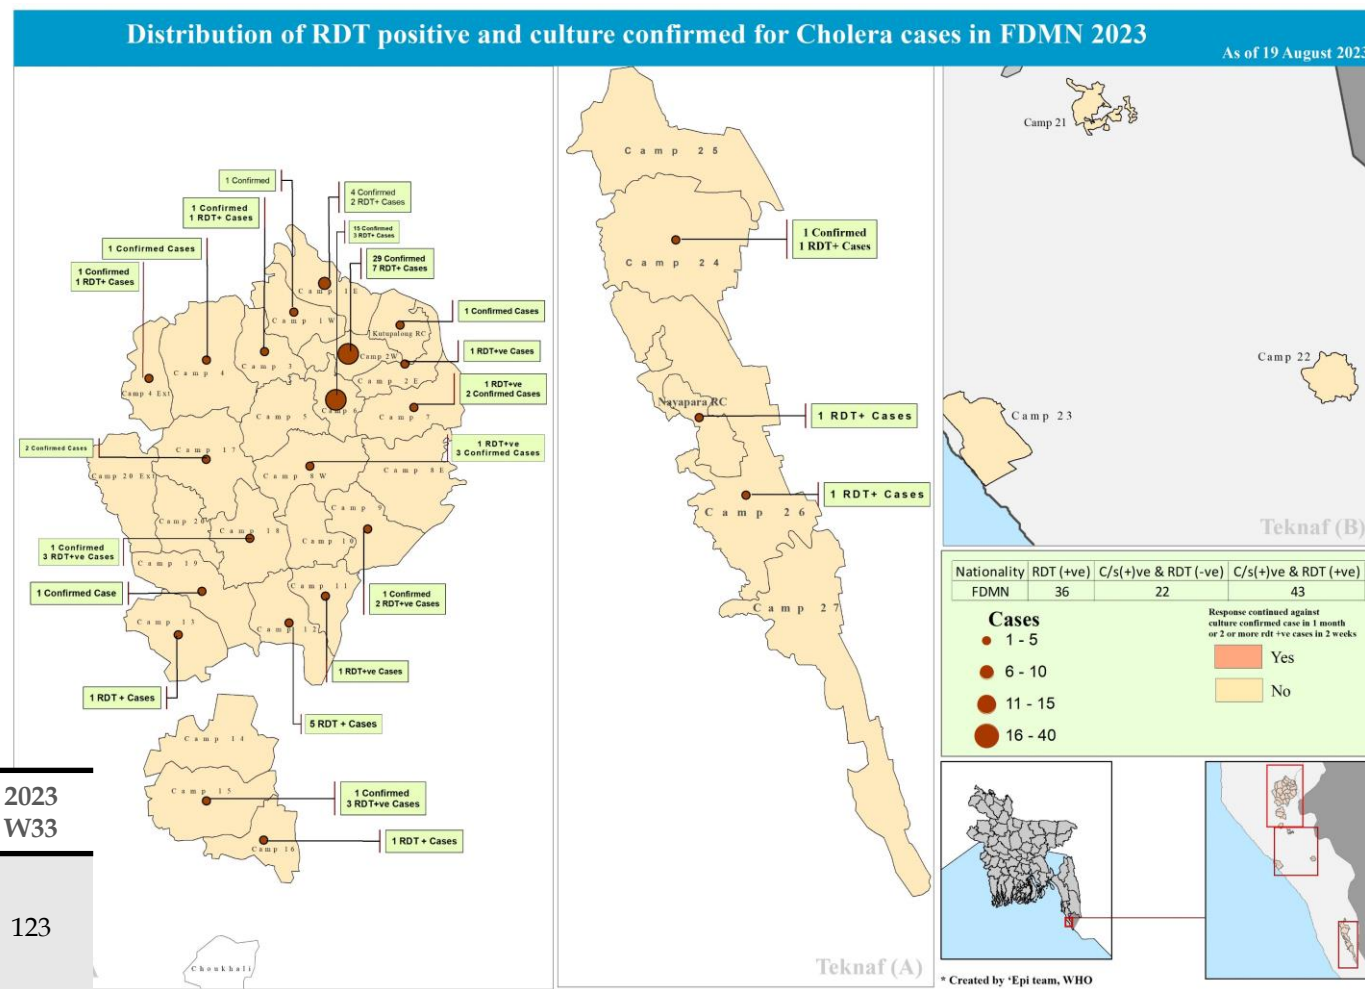 Distribution of RDT positive and culture confirmed for Cholera cases in FDMN 2023
As of 19 August 2023
1 Confirmed
4 Confirmed
2 RDT+ Cases
1 Confirmed
1 RDT+ Cases
15 Confirmed
3 RDT+ Cases
1 Confirmed Cases
29 Confirmed
7 RDT+ Cases
1 Confirmed
1 RDT+ Cases
1 Confirmed Cases
1 RDT+ve Cases
1 RDT+ve
2 Confirmed Cases
1 RDT+ve
3 Confirmed Cases
2 Confirmed Cases
1 Confirmed
3 RDT+ve Cases
1 Confirmed Case
1 Confirmed
2 RDT+ve Cases
1 RDT+ve Cases
1 RDT + Cases
5 RDT + Cases
1 Confirmed
3 RDT+ve Cases
1 RDT + Cases
Camp 1E
Camp 1W
Kutupalong RC
Camp 2W
Camp 3
Camp 4
Camp 2E
Camp 4 Ext
Camp 5
Camp 6
Camp 7
Camp 17
Camp 20 Ext
Camp 8W
Camp 8E
Camp 9
Camp 20
Camp 18
Camp 10
Camp 19
Camp 11
Camp 13
Camp 12
Camp 14
Camp 15
Camp 16
Choukhali
2023
W33
123
Camp 25
Camp 24
1 Confirmed
1 RDT+ Cases
Nayapara RC
1 RDT+ Cases
1 RDT+ Cases
Camp 26
Camp 27
Teknaf (A)
Camp 21
Camp 22
Camp 23
Teknaf (B)
Nationality RDT (+ve) C/s(+)ve & RDT (-ve) C/s(+)ve & RDT (+ve)
FDMN 36 22 43
Cases
1 - 5
6 - 10
11 - 15
16 - 40
Response continued against
culture confirmed case in 1 month
or 2 or more rdt +ve cases in 2 weeks
Yes
No
* Created by ‘Epi team, WHO